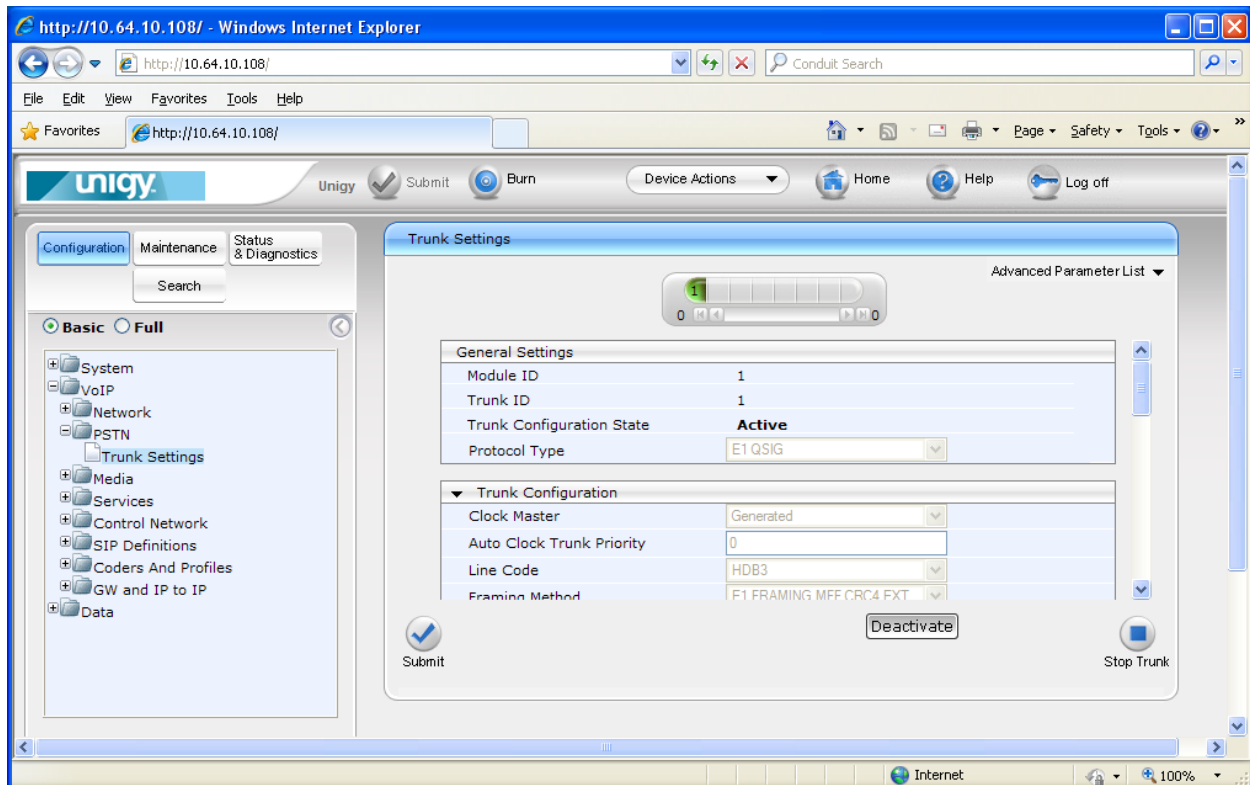 http://10.64.10.108/ - Windows Internet Explorer
http://10.64.10.108/
Conduit Search
File Edit View Favorites Tools Help
Favorites http://10.64.10.108/ Page Safety Tools »
unigy Unigy Submit Burn Device Actions Home Help Log off
Configuration Maintenance Status & Diagnostics
Search
Basic Full
System
VoIP
Network
PSTN
Trunk Settings
Media
Services
Control Network
SIP Definitions
Coders And Profiles
GW and IP to IP
Data
Trunk Settings
Advanced Parameter List
1
0 0
General Settings
Module ID 1
Trunk ID 1
Trunk Configuration State Active
Protocol Type E1 QSIG
Trunk Configuration
Clock Master Generated
Auto Clock Trunk Priority 0
Line Code HDB3
Framing Method E1 FRAMING MFF CRC4 EXT
Deactivate
Submit
Stop Trunk
Internet 100%